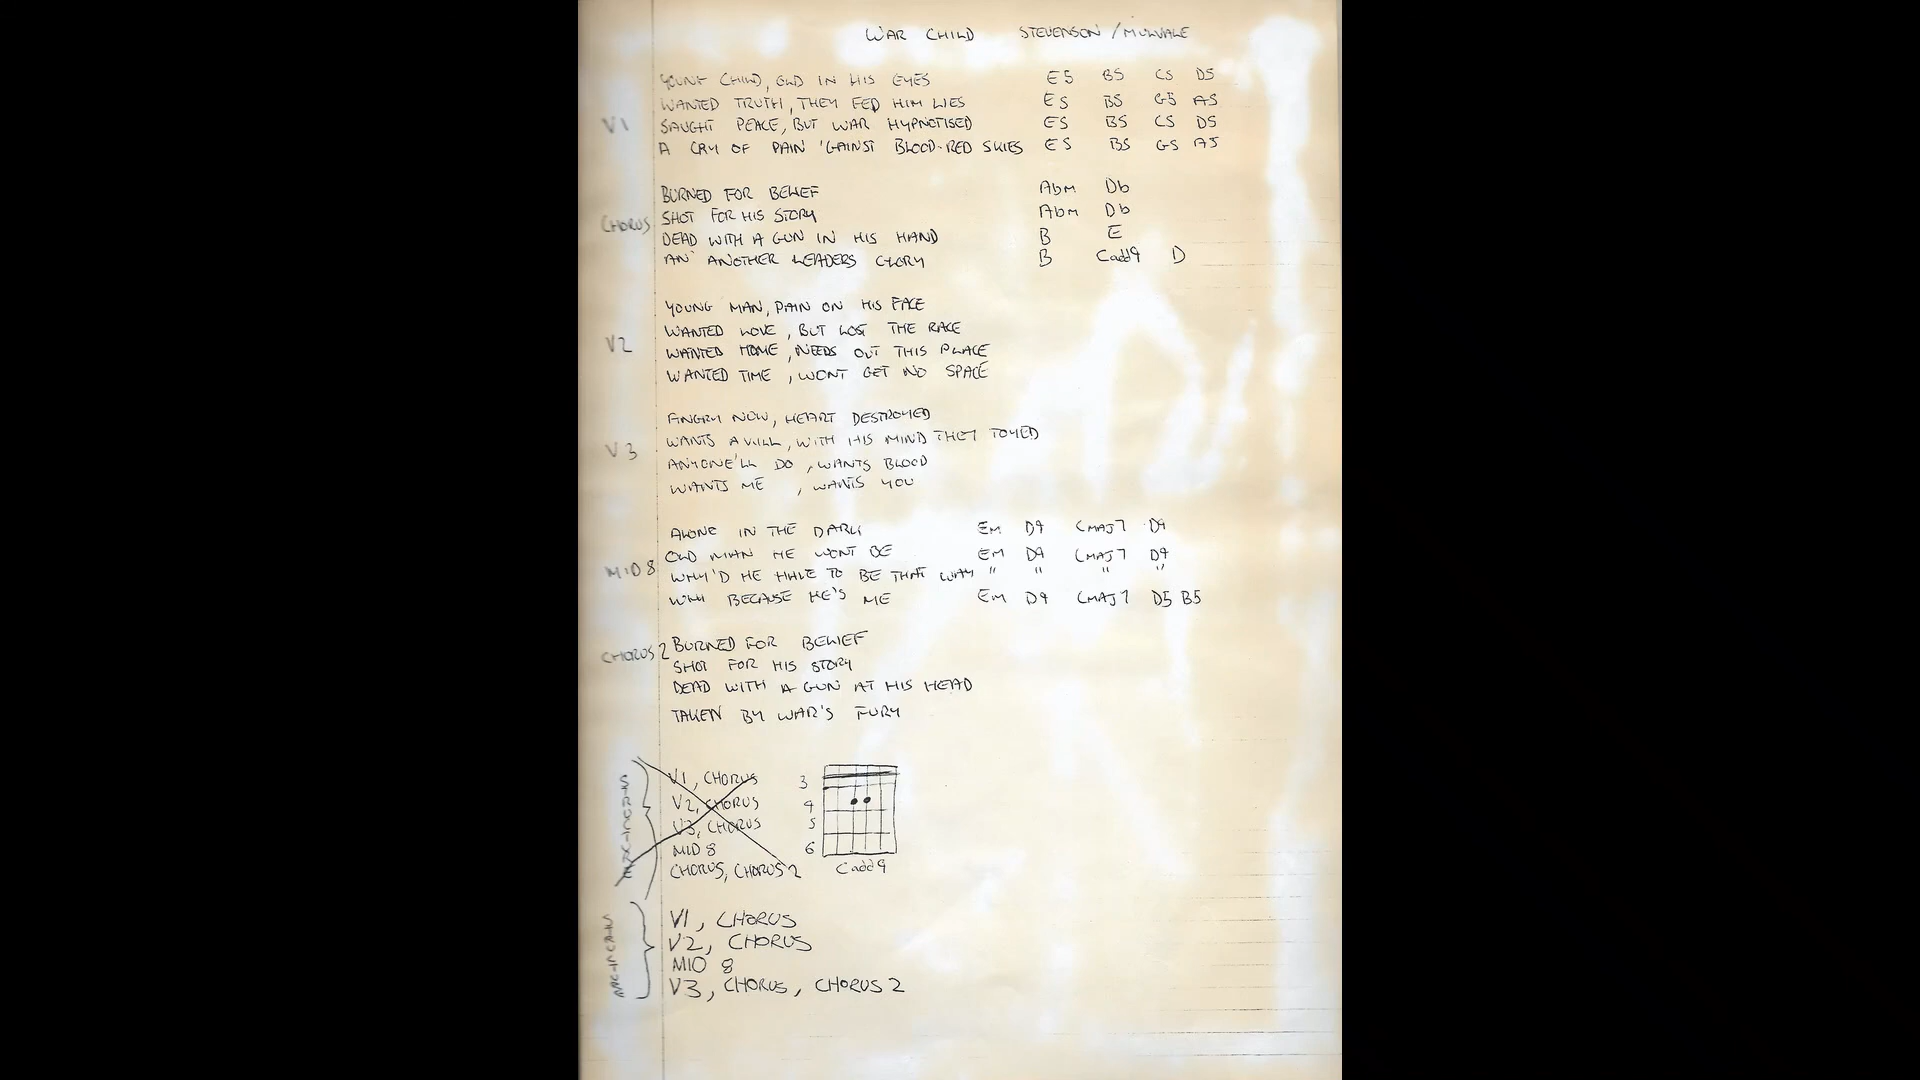 WAR CHILD STEVENSON / MULVALE
YOUNG CHILD, OLD IN HIS EYES E5 B5 C5 D5
WANTED TRUTH, THEY FED HIM LIES E5 B5 G5 A5
V1
SAUGHT PEACE, BUT WAR HYPNOTISED E5 B5 C5 D5
A CRY OF PAIN 'GAINST BLOOD-RED SKIES E5 B5 G5 A5
BURNED FOR BELIEF Abm Db
CHORUS SHOT FOR HIS STORY Abm Db
DEAD WITH A GUN IN HIS HAND B E
AN' ANOTHER LEADERS GLORY B Cadd9 D
YOUNG MAN, PAIN ON HIS FACE
WANTED LOVE, BUT LOST THE RACE
V2
WANTED HOME, NEEDS OUT THIS PLACE
WANTED TIME, WONT GET NO SPACE
ANGRY NOW, HEART DESTROYED
WANTS A KILL, WITH HIS MIND THEY TOYED
V3
ANYONE'LL DO, WANTS BLOOD
WANTS ME, WANTS YOU
ALONE IN THE DARK Em D9 CMAJ7 D9
OLD MAN HE WONT BE Em D9 CMAJ7 D9
MID 8 WHY'D HE HAVE TO BE THAT WAY " " " "
WHY BECAUSE HE'S ME Em D9 CMAJ7 D5 B5
CHORUS 2 BURNED FOR BELIEF
SHOT FOR HIS STORY
DEAD WITH A GUN AT HIS HEAD
TAKEN BY WAR'S FURY
V1, CHORUS 3
V2, CHORUS 4
V3, CHORUS 5
MID 8 6
CHORUS, CHORUS 2 Cadd9
V1, CHORUS
V2, CHORUS
MID 8
V3, CHORUS, CHORUS 2